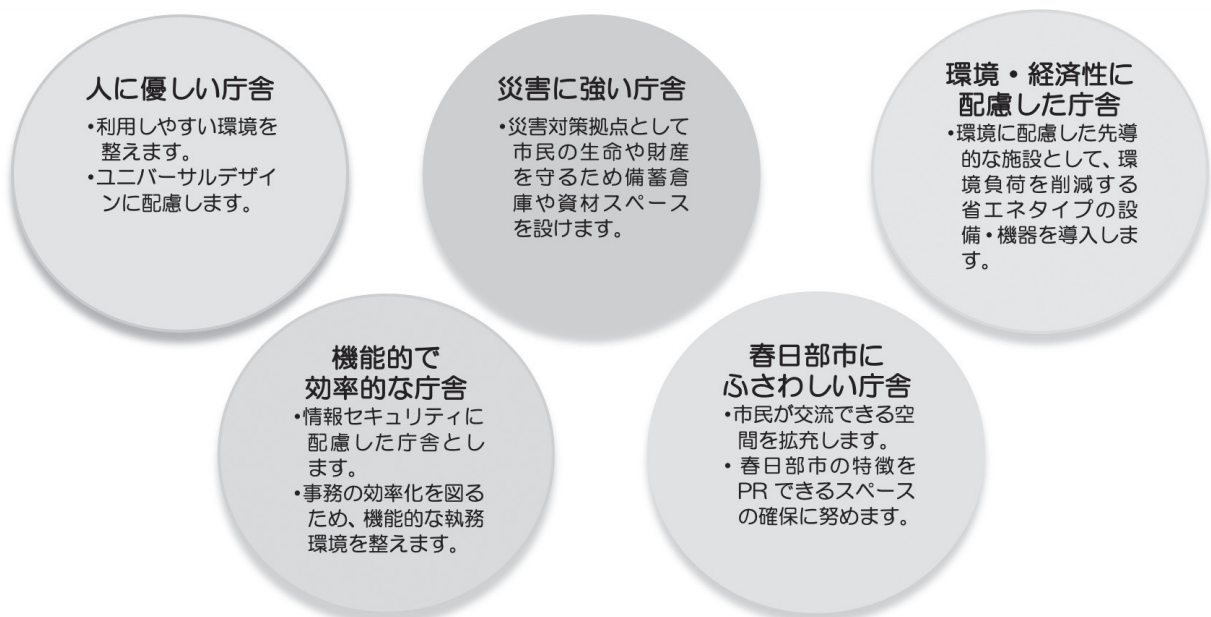 人に優しい庁舎
・利用しやすい環境を
整えます。
・ユニバーサルデザイ
ンに配慮します。
災害に強い庁舎
・災害対策拠点として
市民の生命や財産
を守るため備蓄倉
庫や資材スペース
を設けます。
環境・経済性に
配慮した庁舎
・環境に配慮した先導
的な施設として、環
境負荷を削減する
省エネタイプの設
備・機器を導入しま
す。
機能的で
効率的な庁舎
・情報セキュリティに
配慮した庁舎とし
ます。
・事務の効率化を図る
ため、機能的な執務
環境を整えます。
春日部市に
ふさわしい庁舎
・市民が交流できる空
間を拡充します。
・春日部市の特徴を
PR できるスペース
の確保に努めます。